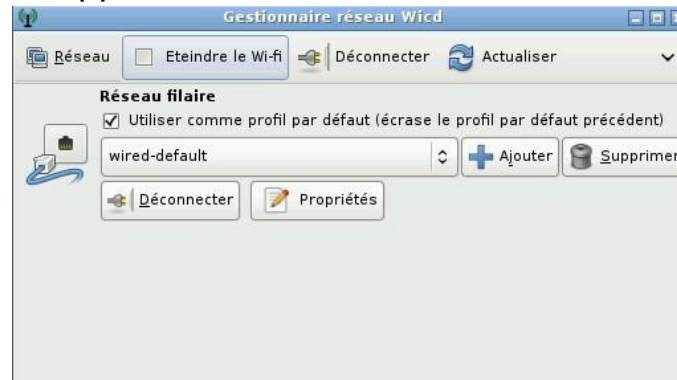 Gestionnaire réseau Wicd
Réseau Eteindre le Wi-fi Déconnecter Actualiser
Réseau filaire
Utiliser comme profil par défaut (écrase le profil par défaut précédent)
wired-default Ajouter Supprimer
Déconnecter Propriétés